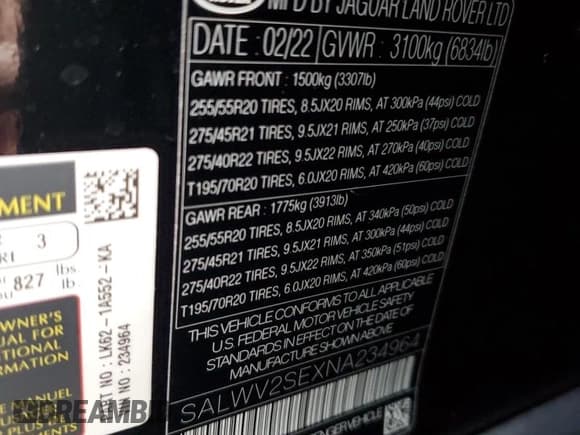 MFD BY JAGUAR LAND ROVER LTD
DATE : 02/22 GVWR : 3100kg (6834lb)
GAWR FRONT : 1500kg (3307lb)
255/55R20 TIRES, 8.5JX20 RIMS, AT 300kPa (44psi) COLD
275/45R21 TIRES, 9.5JX21 RIMS, AT 250kPa (37psi) COLD
275/40R22 TIRES, 9.5JX22 RIMS, AT 270kPa (40psi) COLD
T195/70R20 TIRES, 6.0JX20 RIMS, AT 420kPa (60psi) COLD
GAWR REAR : 1775kg (3913lb)
255/55R20 TIRES, 8.5JX20 RIMS, AT 340kPa (50psi) COLD
275/45R21 TIRES, 9.5JX21 RIMS, AT 300kPa (44psi) COLD
275/40R22 TIRES, 9.5JX22 RIMS, AT 350kPa (51psi) COLD
T195/70R20 TIRES, 6.0JX20 RIMS, AT 420kPa (60psi) COLD
THIS VEHICLE CONFORMS TO ALL APPLICABLE
U.S. FEDERAL MOTOR VEHICLE SAFETY
STANDARDS IN EFFECT ON THE DATE OF
MANUFACTURE SHOWN ABOVE
SALWV2SEXNA234964
VEHICLE
MENT
3
827 lbs.
lb.
OWNER'S
MANUAL FOR
PART NO : LK62-1A552-KA
234964